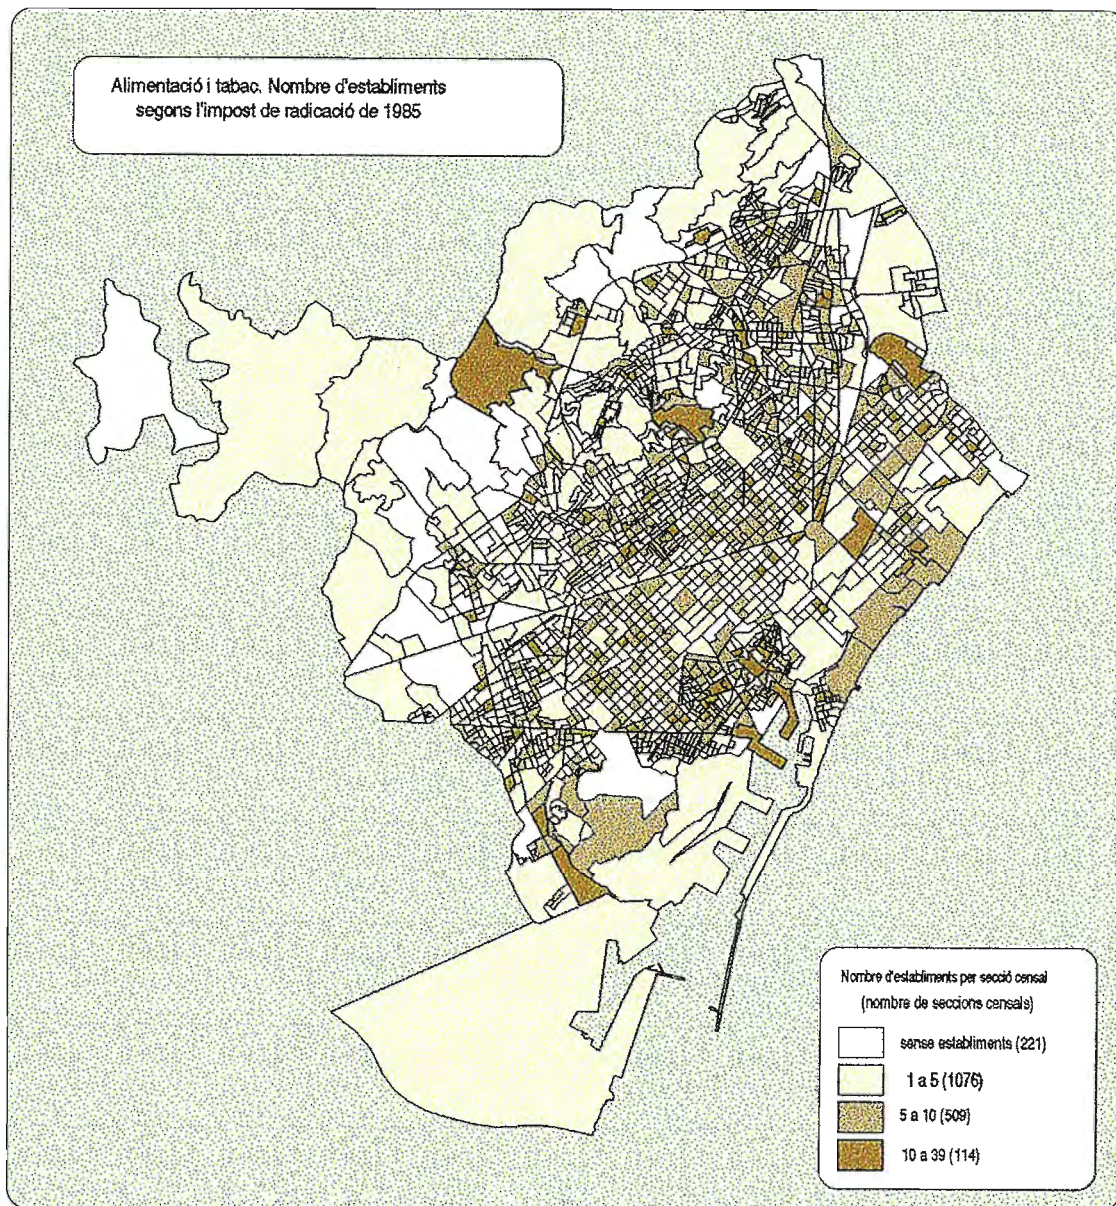 Alimentació i tabac. Nombre d'establiments
segons l'impost de radicació de 1985
Nombre d'establiments per secció censal
(nombre de seccions censals)
sense establiments (221)
1 a 5 (1076)
5 a 10 (509)
10 a 39 (114)